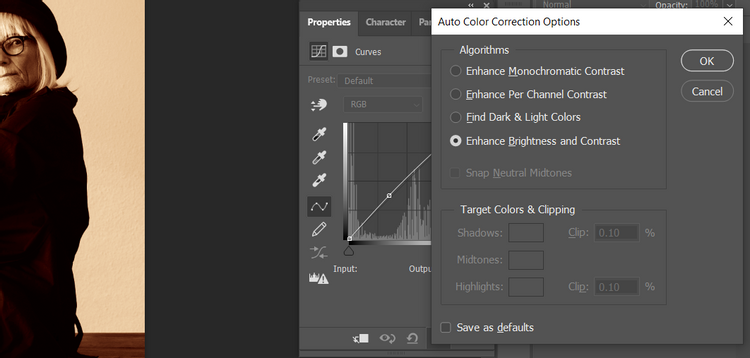 Properties
Character
Par
Curves
Preset:
Default
RGB
Input:
Outpu
Normal
Opacity:
100%
Auto Color Correction Options
Algorithms
Enhance Monochromatic Contrast
Enhance Per Channel Contrast
Find Dark & Light Colors
Enhance Brightness and Contrast
Snap Neutral Midtones
Target Colors & Clipping
Shadows:
Clip:
0.10
%
Midtones:
Highlights:
Clip:
0.10
%
Save as defaults
OK
Cancel